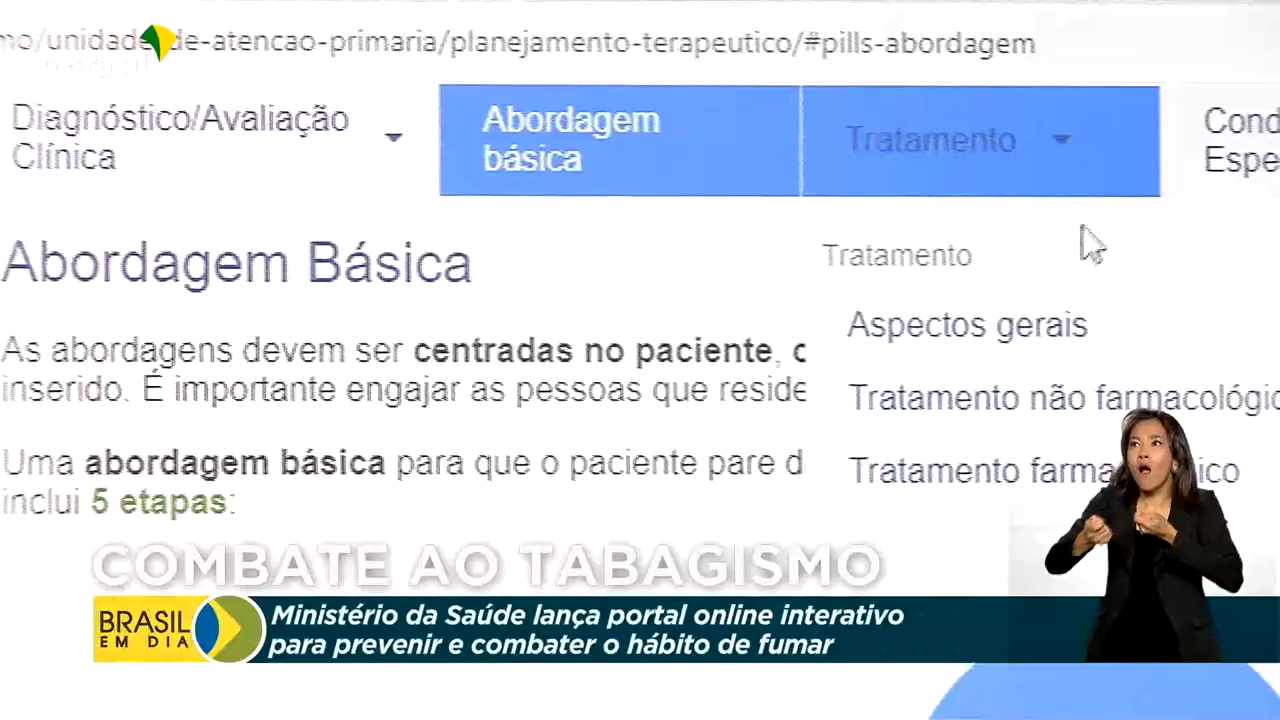 mo/unidade-de-atencao-primaria/planejamento-terapeutico/#pills-abordagem
Diagnóstico/Avaliação
Clínica
Abordagem
básica
Tratamento
Cond
Espe
Abordagem Básica
Tratamento
Aspectos gerais
As abordagens devem ser centradas no paciente, c
inserido. É importante engajar as pessoas que reside
Tratamento não farmacológic
Uma abordagem básica para que o paciente pare d
inclui 5 etapas:
Tratamento farma ico
COMBATE AO TABAGISMO
BRASIL
EM DIA
Ministério da Saúde lança portal online interativo
para prevenir e combater o hábito de fumar